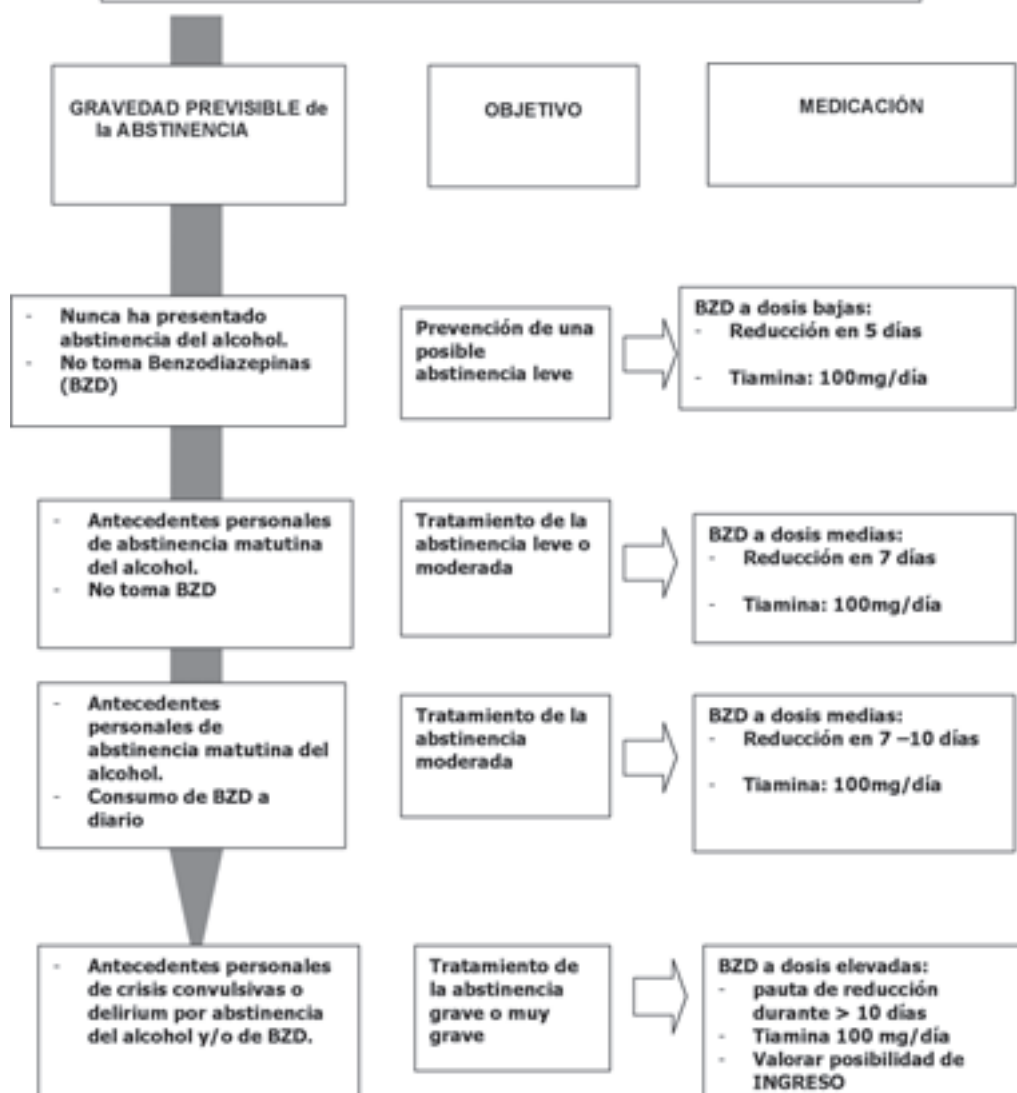 GRAVEDAD PREVISIBLE de
la ABSTINENCIA
OBJETIVO
MEDICACIÓN
- Nunca ha presentado
abstinencia del alcohol.
- No toma Benzodiazepinas
(BZD)
Prevención de una
posible
abstinencia leve
BZD a dosis bajas:
- Reducción en 5 días
- Tiamina: 100mg/día
- Antecedentes personales
de abstinencia matutina
del alcohol.
- No toma BZD
Tratamiento de la
abstinencia leve o
moderada
BZD a dosis medias:
- Reducción en 7 días
- Tiamina: 100mg/día
- Antecedentes
personales de
abstinencia matutina del
alcohol.
- Consumo de BZD a
diario
Tratamiento de la
abstinencia
moderada
BZD a dosis medias:
- Reducción en 7 –10 días
- Tiamina: 100mg/día
- Antecedentes personales
de crisis convulsivas o
delirium por abstinencia
del alcohol y/o de BZD.
Tratamiento de
la abstinencia
grave o muy
grave
BZD a dosis elevadas:
- pauta de reducción
durante > 10 días
- Tiamina 100 mg/día
- Valorar posibilidad de
INGRESO